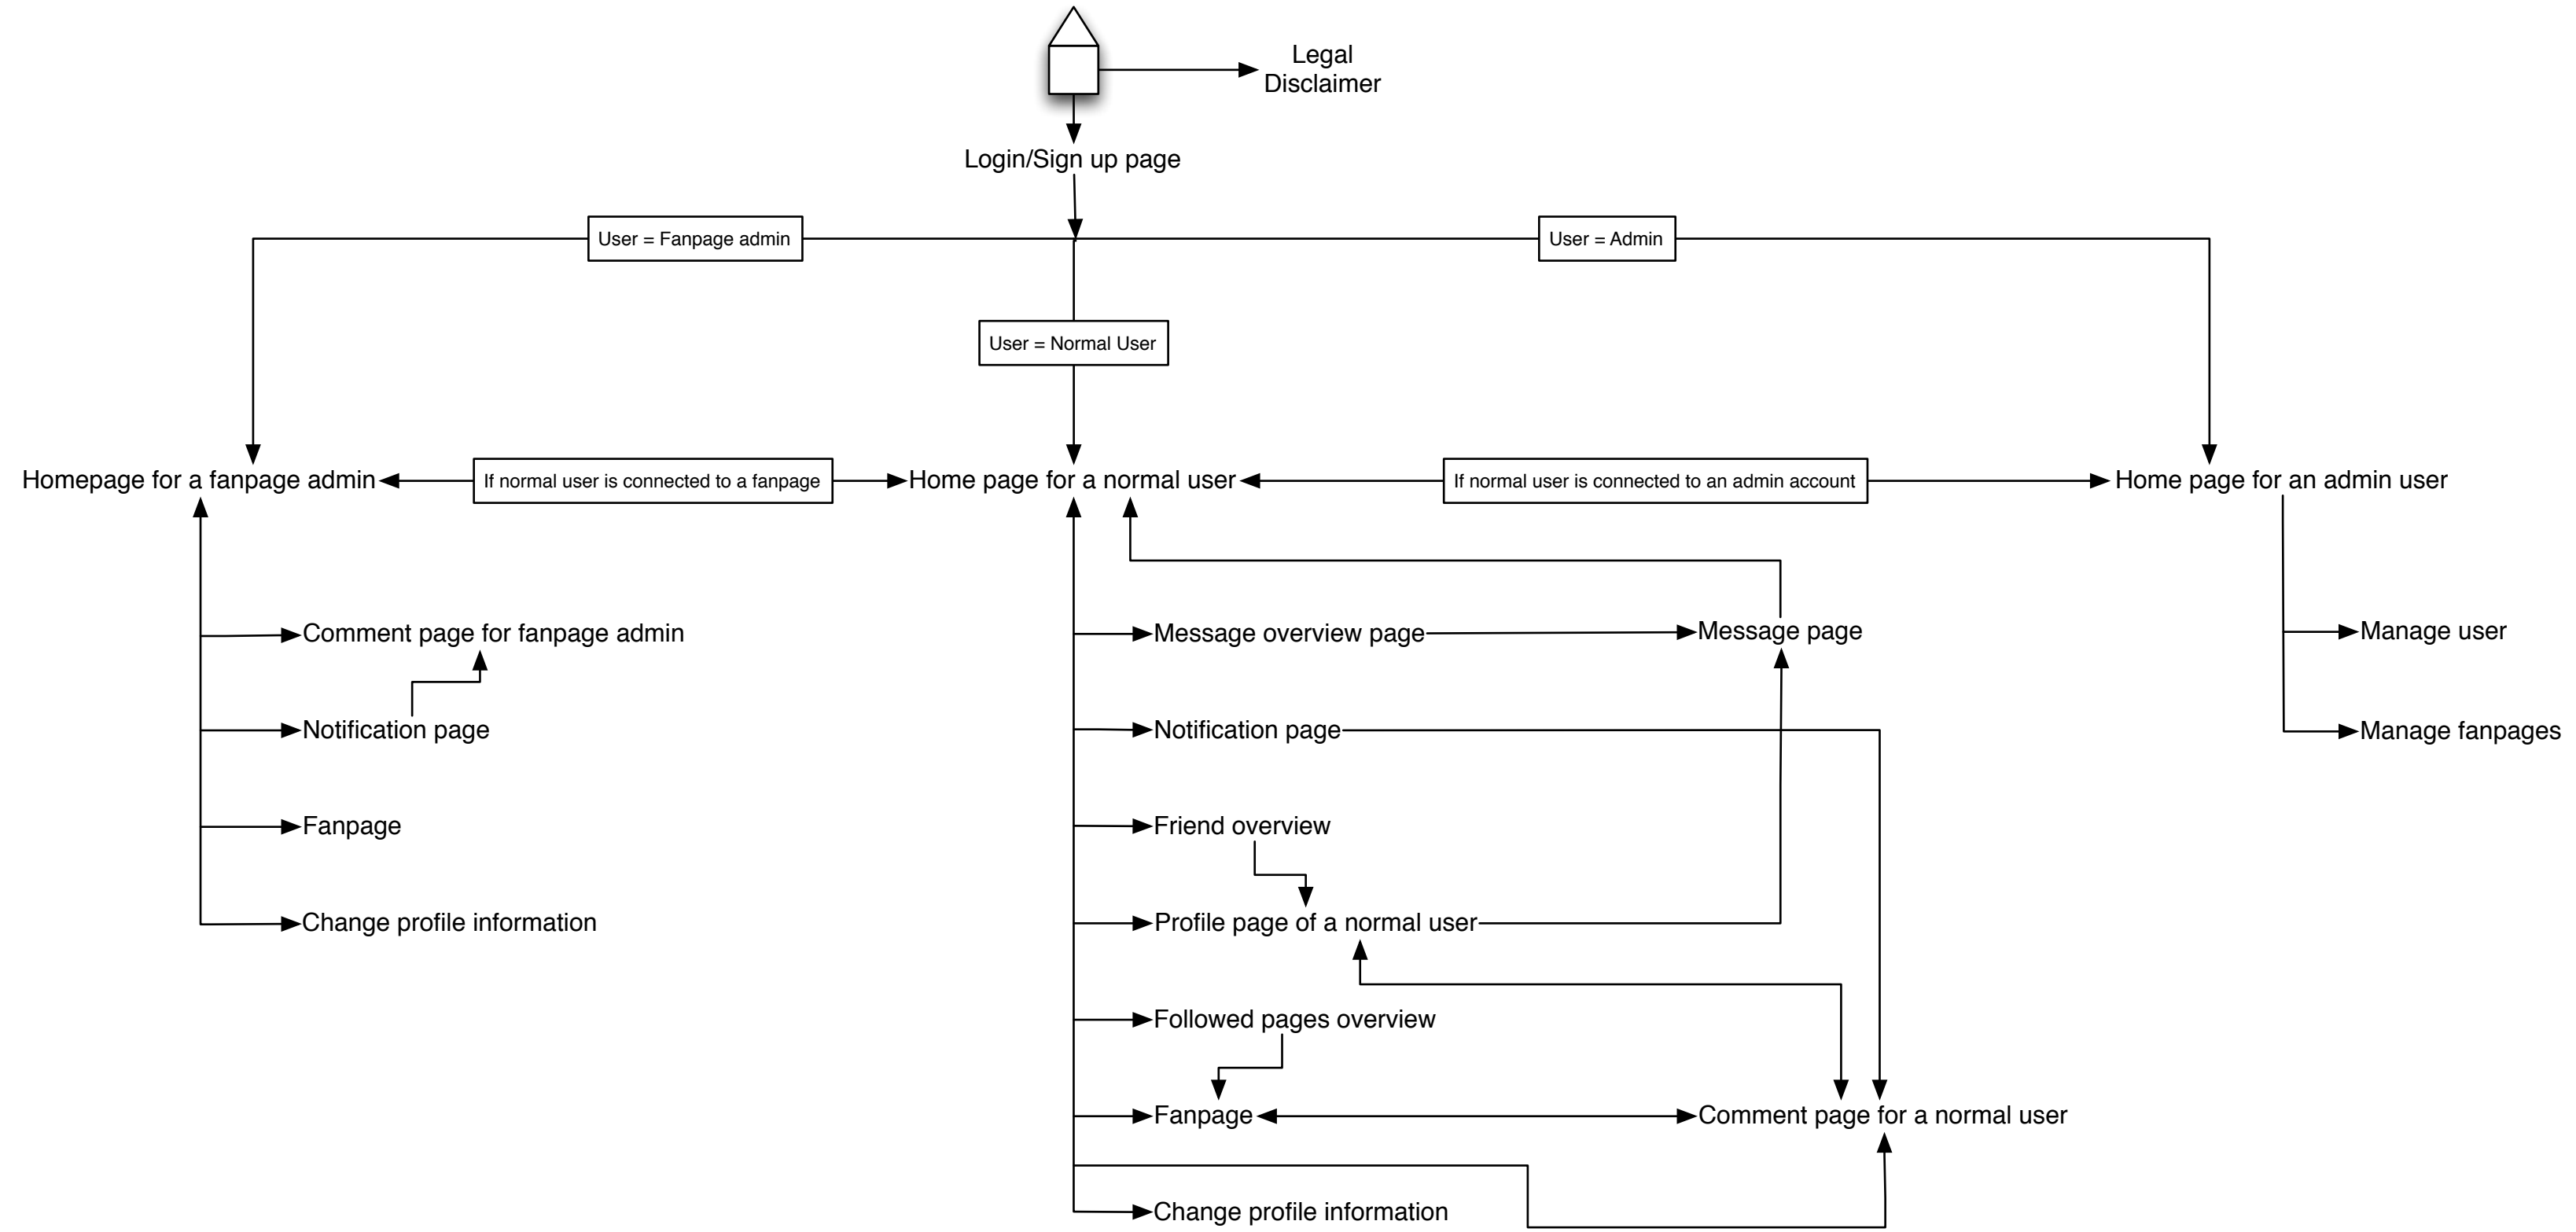 Legal
Disclaimer
Login/Sign up page
User = Fanpage admin
User = Admin
User = Normal User
Homepage for a fanpage admin
If normal user is connected to a fanpage
Home page for a normal user
If normal user is connected to an admin account
Home page for an admin user
Comment page for fanpage admin
Message overview page
Message page
Manage user
Notification page
Notification page
Manage fanpages
Fanpage
Friend overview
Change profile information
Profile page of a normal user
Followed pages overview
Fanpage
Comment page for a normal user
Change profile information